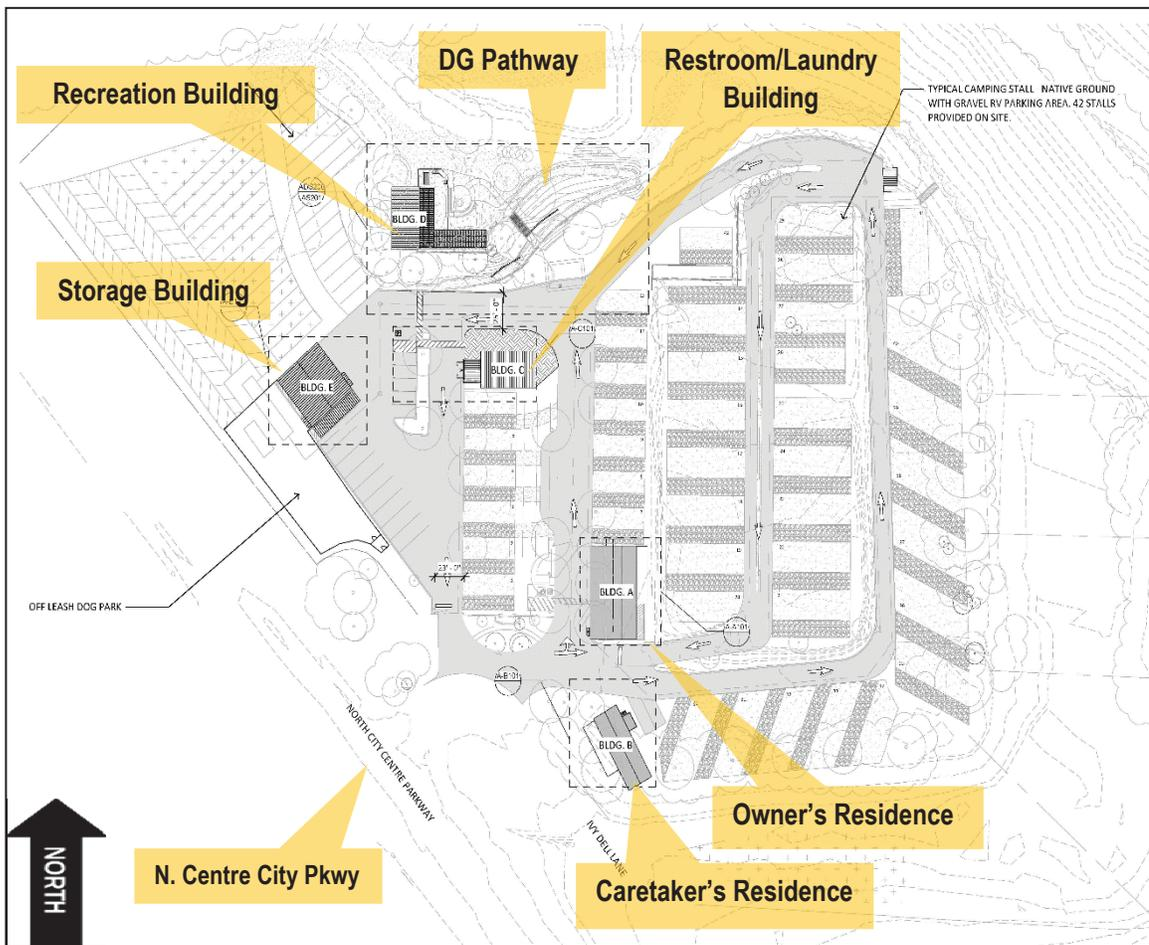 DG Pathway
Restroom/Laundry
Building
Recreation Building
TYPICAL CAMPING STALL NATIVE GROUND
WITH GRAVEL RV PARKING AREA. 42 STALLS
PROVIDED ON SITE.
BLDG. D
Storage Building
BLDG. C
BLDG. E
23' - 0"
BLDG. A
OFF LEASH DOG PARK
BLDG. B
NORTH CITY CENTRE PARKWAY
IVY DELL LANE
Owner's Residence
N. Centre City Pkwy
Caretaker's Residence
NORTH